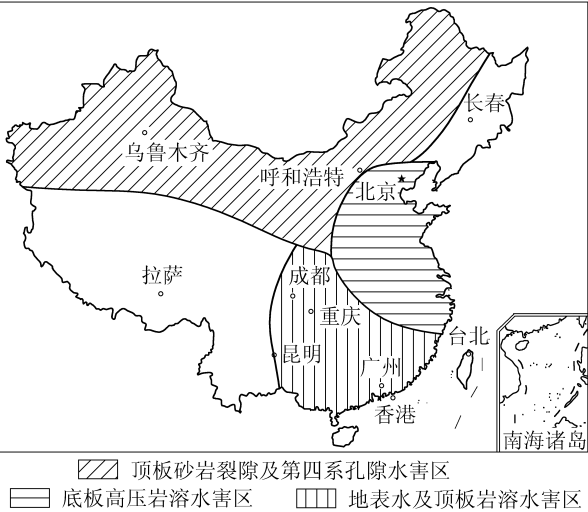 长春
乌鲁木齐
呼和浩特
北京
拉萨
成都
重庆
台北
昆明
广州
香港
南海诸岛
顶板砂岩裂隙及第四系孔隙水害区
底板高压岩溶水害区
地表水及顶板岩溶水害区